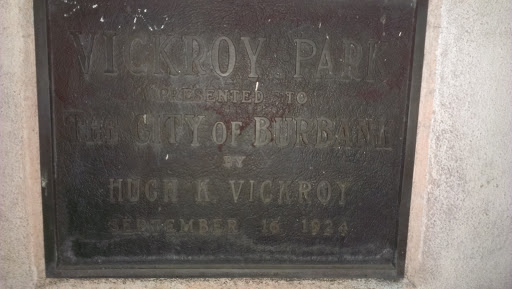 VICKROY PARK
PRESENTED TO
THE CITY OF BURBANK
BY
HUGH K. VICKROY
SEPTEMBER 16, 1924